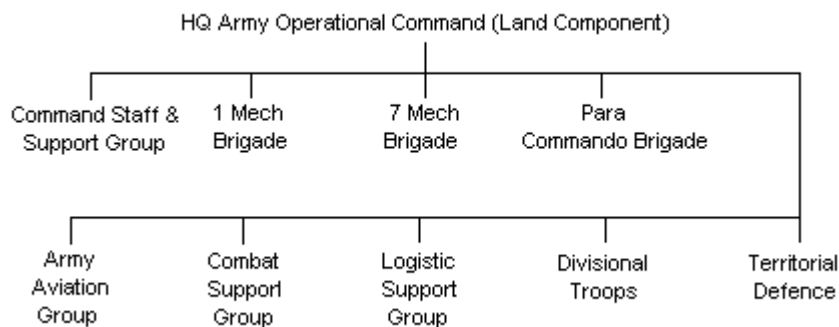 HQ Army Operational Command (Land Component)
Command Staff &
Support Group
1 Mech
Brigade
7 Mech
Brigade
Para
Commando Brigade
Army
Aviation
Group
Combat
Support
Group
Logistic
Support
Group
Divisional
Troops
Territorial
Defence